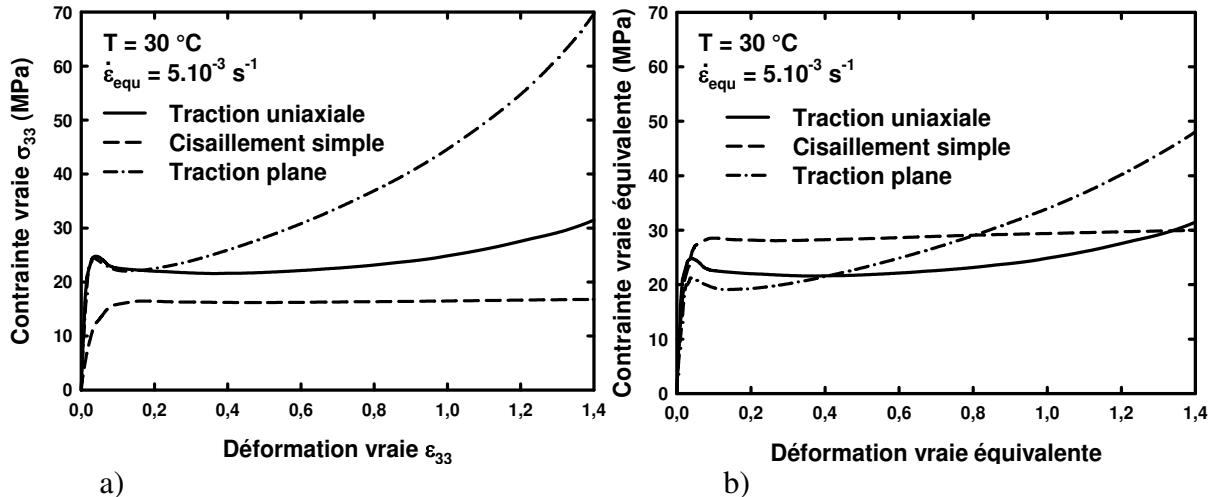 Contrainte vraie σ33 (MPa)
70
60
50
40
30
20
10
0
T = 30 °C
ε̇equ = 5.10⁻³ s⁻¹
Traction uniaxiale
Cisaillement simple
Traction plane
0,0 0,2 0,4 0,6 0,8 1,0 1,2 1,4
Déformation vraie ε33
a)
Contrainte vraie équivalente (MPa)
70
60
50
40
30
20
10
0
T = 30 °C
ε̇equ = 5.10⁻³ s⁻¹
Traction uniaxiale
Cisaillement simple
Traction plane
0,0 0,2 0,4 0,6 0,8 1,0 1,2 1,4
Déformation vraie équivalente
b)